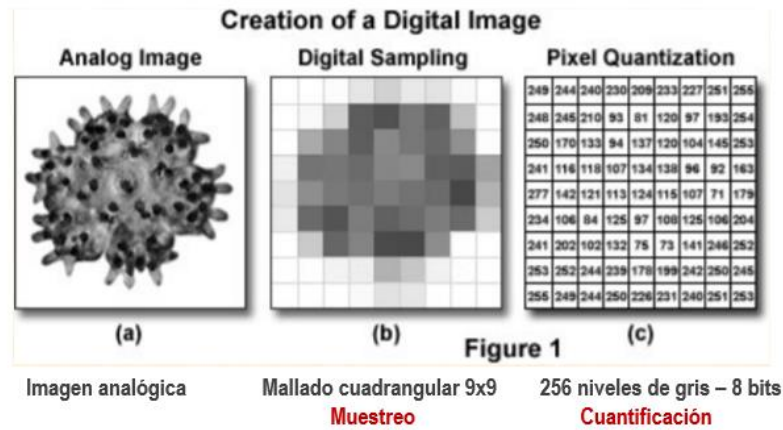 Creation of a Digital Image
Analog Image
Digital Sampling
Pixel Quantization
249 244 240 230 209 233 227 251 255
248 245 210 93 81 120 97 193 254
250 170 133 94 137 120 104 145 253
241 116 118 107 134 138 96 92 163
277 142 121 113 124 115 107 71 179
234 106 84 125 97 108 125 106 204
241 202 102 132 75 73 141 246 252
253 252 244 239 178 199 242 250 245
255 249 244 250 226 231 240 251 253
(a)
(b)
(c)
Figure 1
Imagen analógica
Mallado cuadrangular 9x9
256 niveles de gris – 8 bits
Muestreo
Cuantificación